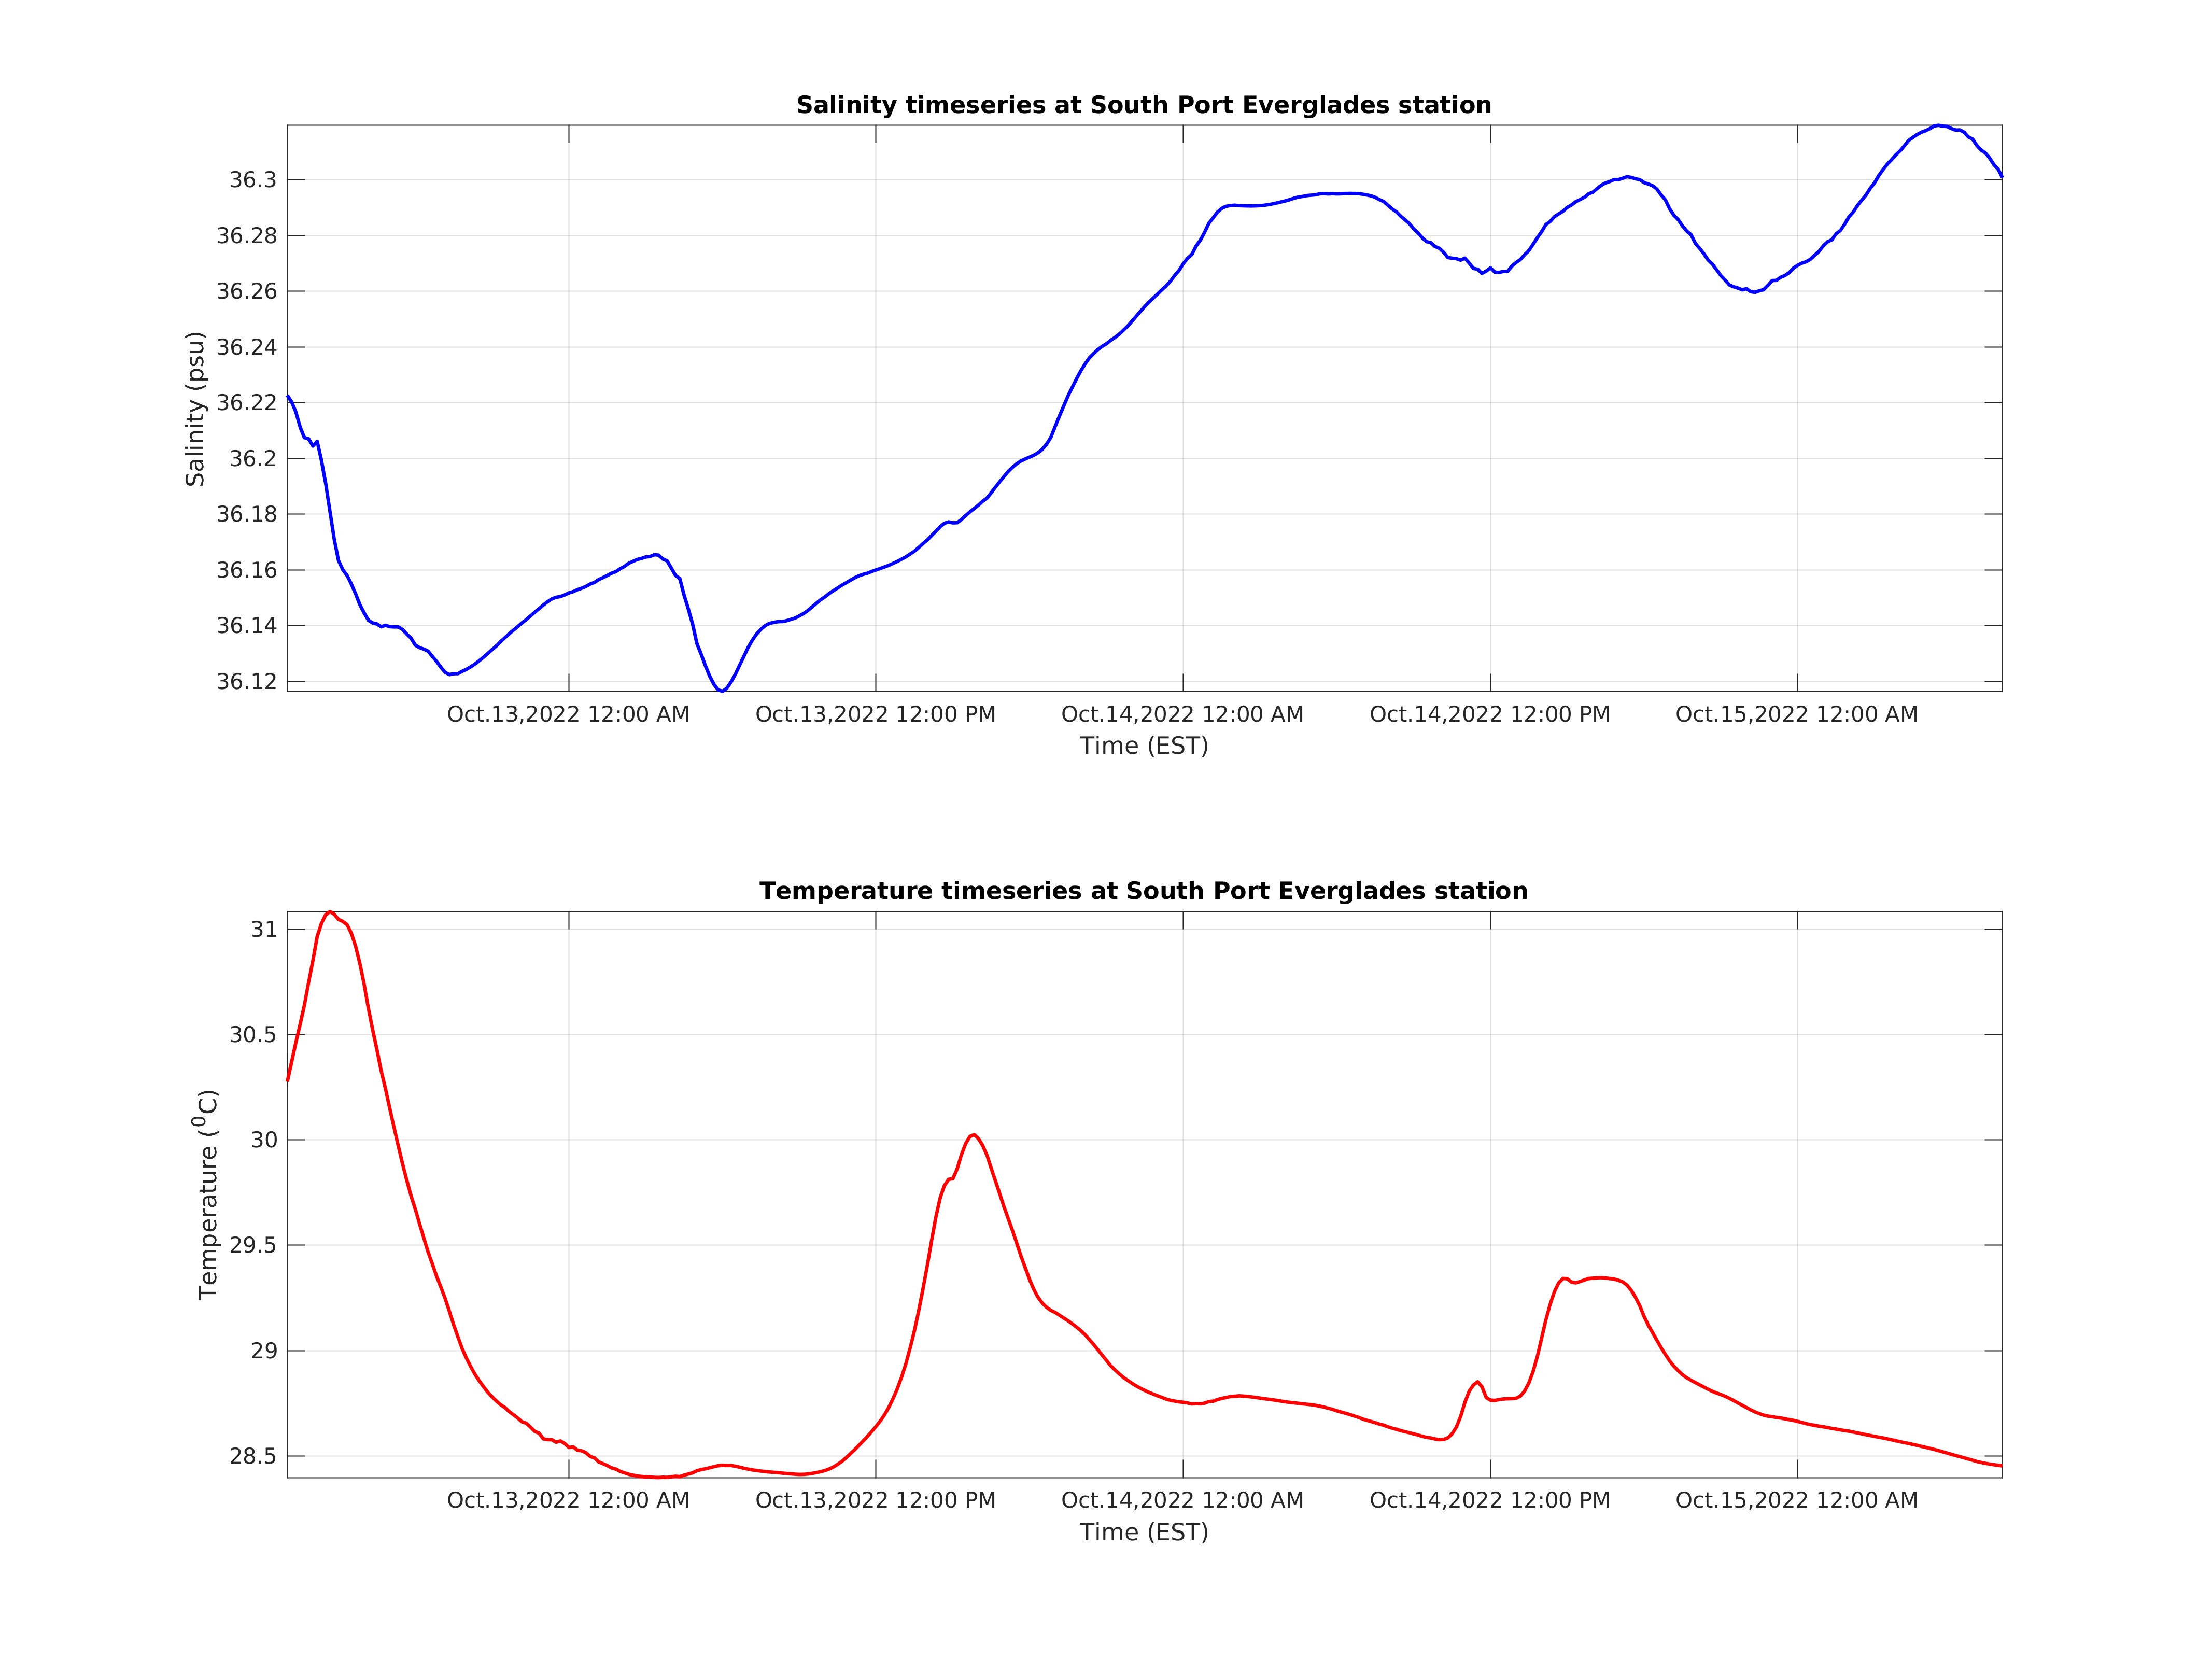 Salinity timeseries at South Port Everglades station
36.3
36.28
36.26
36.24
36.22
36.2
36.18
36.16
36.14
36.12
Salinity (psu)
Oct.13,2022 12:00 AM
Oct.13,2022 12:00 PM
Oct.14,2022 12:00 AM
Oct.14,2022 12:00 PM
Oct.15,2022 12:00 AM
Time (EST)
Temperature timeseries at South Port Everglades station
31
30.5
30
29.5
29
28.5
Temperature (⁰C)
Oct.13,2022 12:00 AM
Oct.13,2022 12:00 PM
Oct.14,2022 12:00 AM
Oct.14,2022 12:00 PM
Oct.15,2022 12:00 AM
Time (EST)